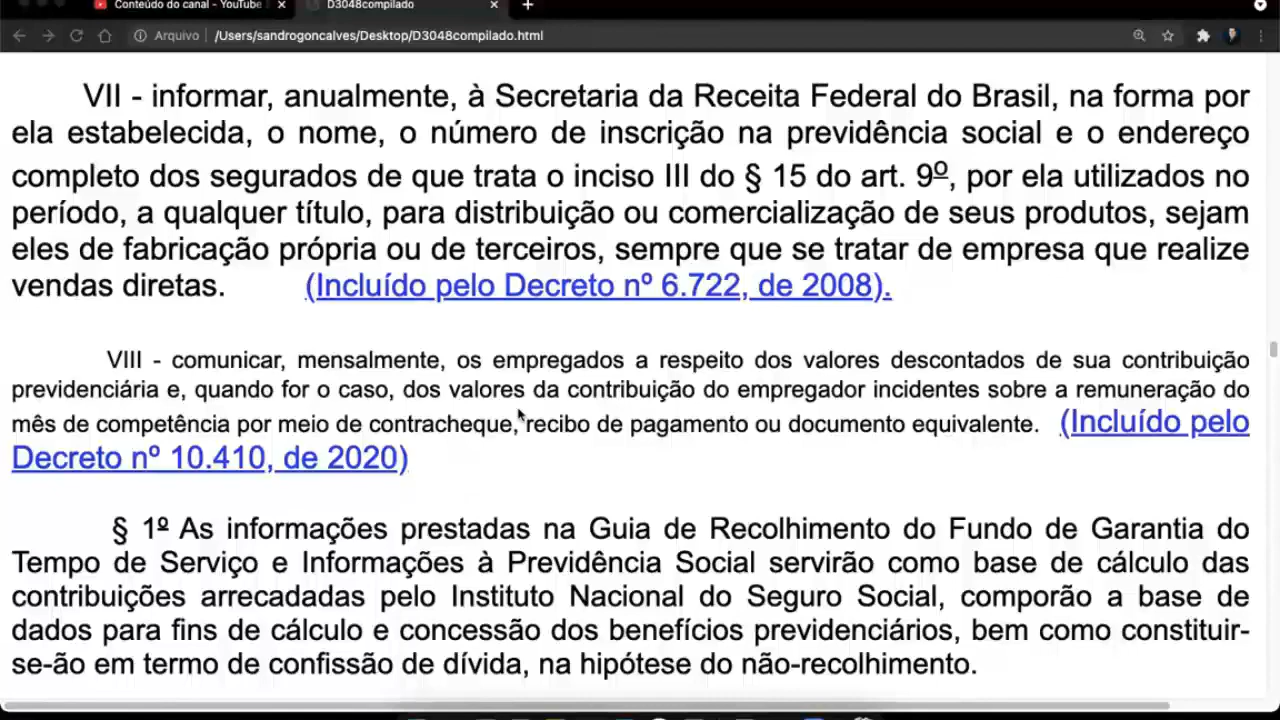 Conteúdo do canal - YouTube
D3048compilado
Arquivo
/Users/sandrogoncalves/Desktop/D3048compilado.html
VII - informar, anualmente, à Secretaria da Receita Federal do Brasil, na forma por
ela estabelecida, o nome, o número de inscrição na previdência social e o endereço
completo dos segurados de que trata o inciso III do § 15 do art. 9º, por ela utilizados no
período, a qualquer título, para distribuição ou comercialização de seus produtos, sejam
eles de fabricação própria ou de terceiros, sempre que se tratar de empresa que realize
vendas diretas. (Incluído pelo Decreto nº 6.722, de 2008).
VIII - comunicar, mensalmente, os empregados a respeito dos valores descontados de sua contribuição
previdenciária e, quando for o caso, dos valores da contribuição do empregador incidentes sobre a remuneração do
mês de competência por meio de contracheque, recibo de pagamento ou documento equivalente. (Incluído pelo
Decreto nº 10.410, de 2020)
§ 1º As informações prestadas na Guia de Recolhimento do Fundo de Garantia do
Tempo de Serviço e Informações à Previdência Social servirão como base de cálculo das
contribuições arrecadadas pelo Instituto Nacional do Seguro Social, comporão a base de
dados para fins de cálculo e concessão dos benefícios previdenciários, bem como constituir-
se-ão em termo de confissão de dívida, na hipótese do não-recolhimento.